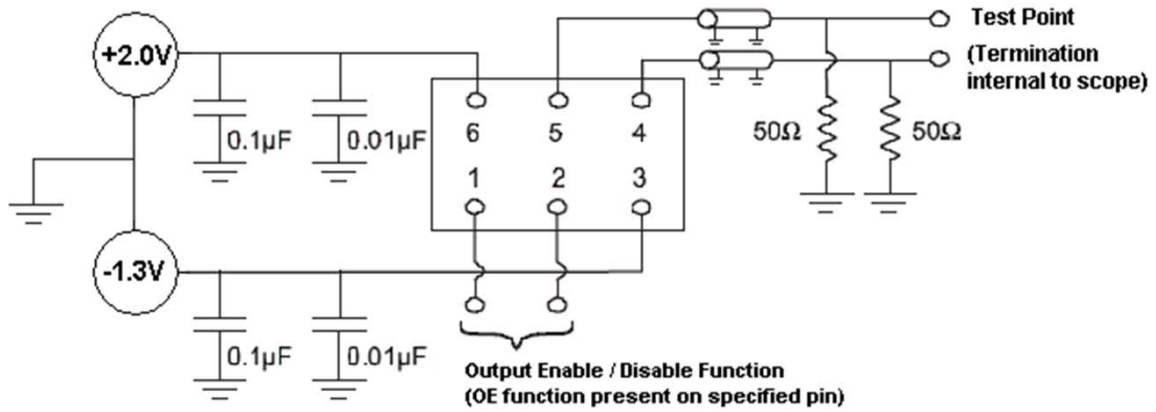 +2.0V
0.1µF
0.01µF
6
5
4
1
2
3
Test Point
(Termination
internal to scope)
50Ω
50Ω
-1.3V
0.1µF
0.01µF
Output Enable / Disable Function
(OE function present on specified pin)